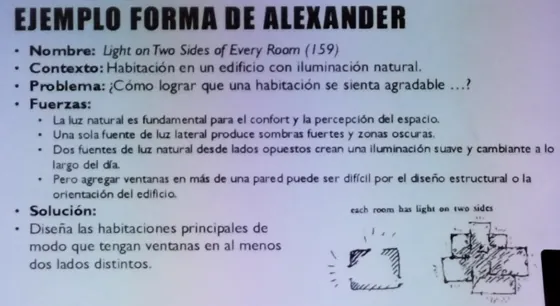 EJEMPLO FORMA DE ALEXANDER
• Nombre: Light on Two Sides of Every Room (159)
• Contexto: Habitación en un edificio con iluminación natural.
• Problema: ¿Cómo lograr que una habitación se sienta agradable ...?
• Fuerzas:
• La luz natural es fundamental para el confort y la percepción del espacio.
• Una sola fuente de luz lateral produce sombras fuertes y zonas oscuras.
• Dos fuentes de luz natural desde lados opuestos crean una iluminación suave y cambiante a lo
largo del día.
• Pero agregar ventanas en más de una pared puede ser difícil por el diseño estructural o la
orientación del edificio.
• Solución:
• Diseña las habitaciones principales de
modo que tengan ventanas en al menos
dos lados distintos.
each room has light on two sides